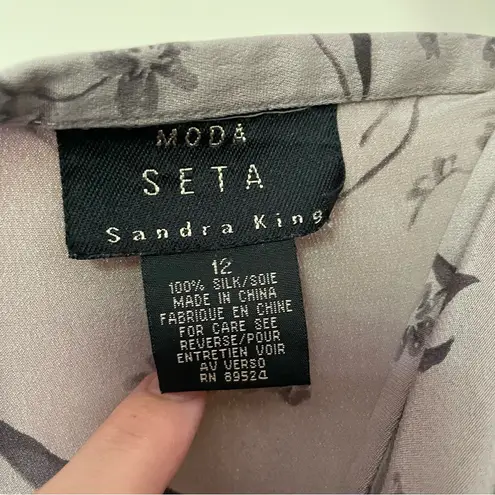 MODA
SETA
Sandra King
12
100% SILK/SOIE
MADE IN CHINA
FABRIQUE EN CHINE
FOR CARE SEE
REVERSE/POUR
ENTRETIEN VOIR
AU VERSO
RN 89524